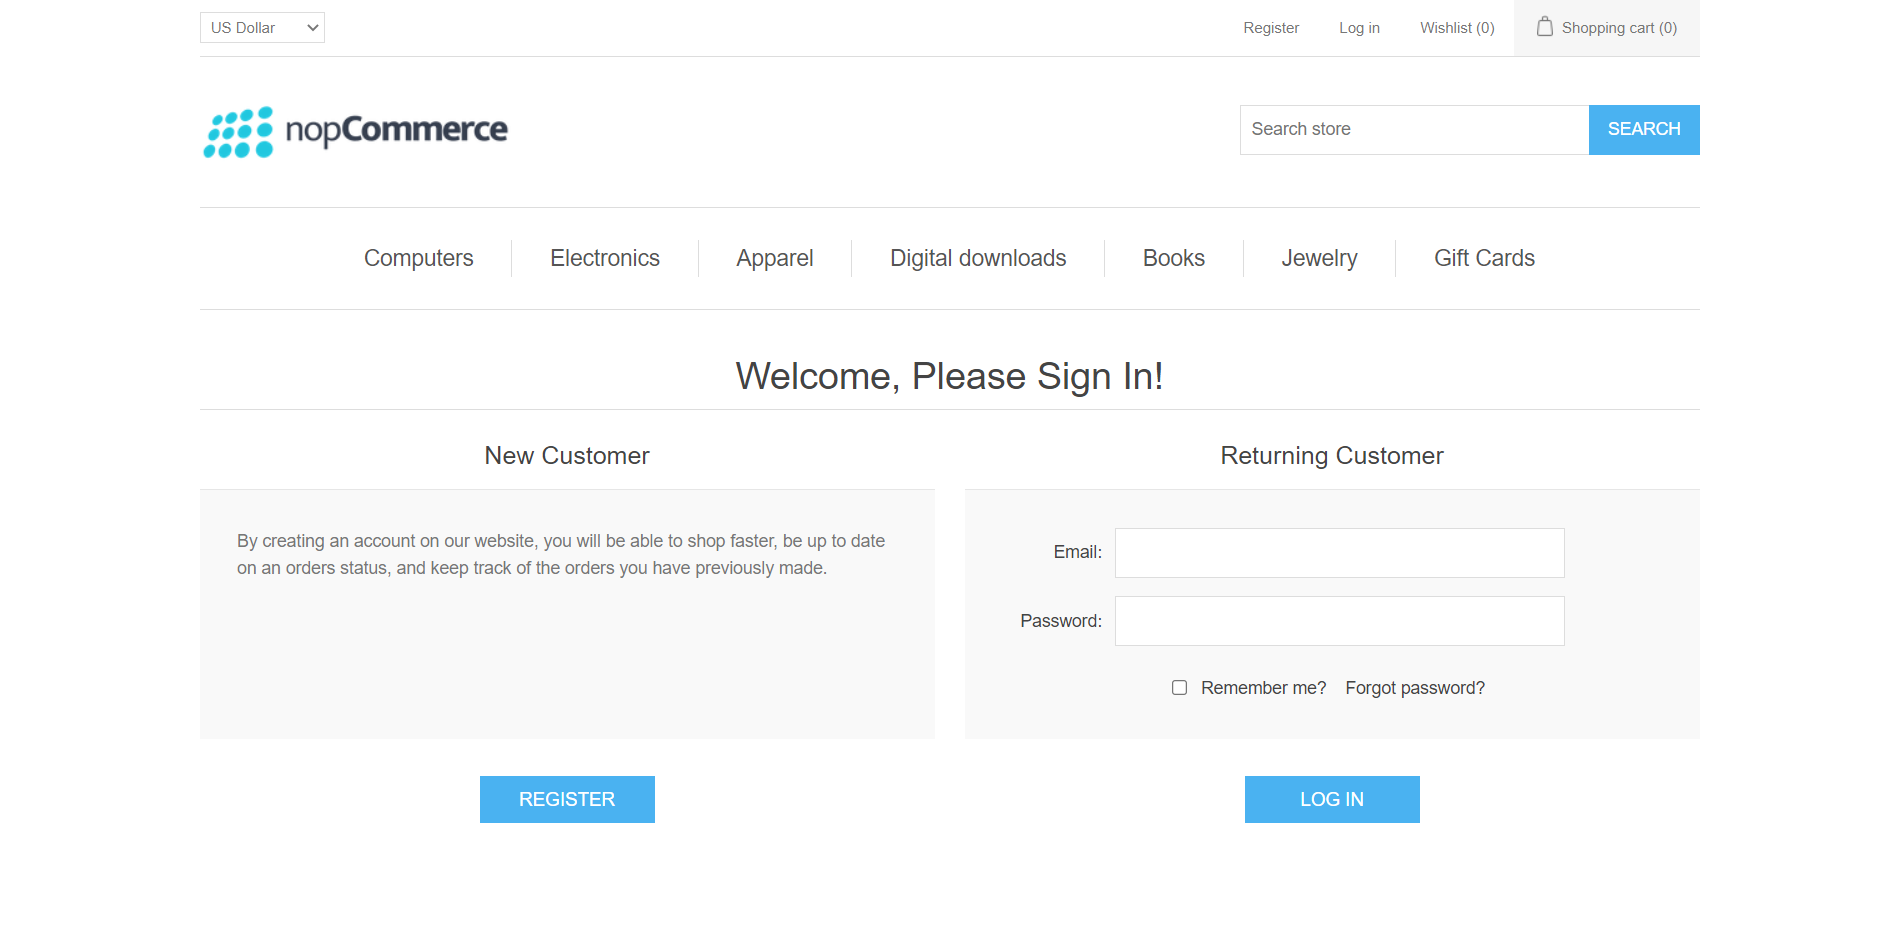 US Dollar
Register
Log in
Wishlist (0)
Shopping cart (0)
nopCommerce
Search store
SEARCH
Computers
Electronics
Apparel
Digital downloads
Books
Jewelry
Gift Cards
Welcome, Please Sign In!
New Customer
By creating an account on our website, you will be able to shop faster, be up to date
on an orders status, and keep track of the orders you have previously made.
REGISTER
Returning Customer
Email:
Password:
Remember me?
Forgot password?
LOG IN